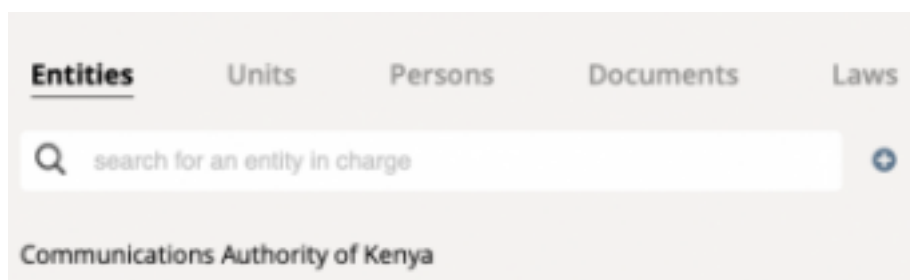 Entities Units Persons Documents Laws
search for an entity in charge
Communications Authority of Kenya